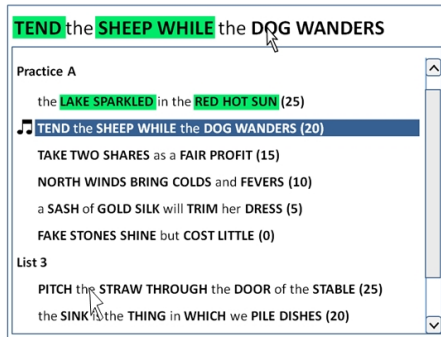 TEND the SHEEP WHILE the DOG WANDERS
Practice A
the LAKE SPARKLED in the RED HOT SUN (25)
TEND the SHEEP WHILE the DOG WANDERS (20)
TAKE TWO SHARES as a FAIR PROFIT (15)
NORTH WINDS BRING COLDS and FEVERS (10)
a SASH of GOLD SILK will TRIM her DRESS (5)
FAKE STONES SHINE but COST LITTLE (0)
List 3
PITCH the STRAW THROUGH the DOOR of the STABLE (25)
the SINK is the THING in WHICH we PILE DISHES (20)